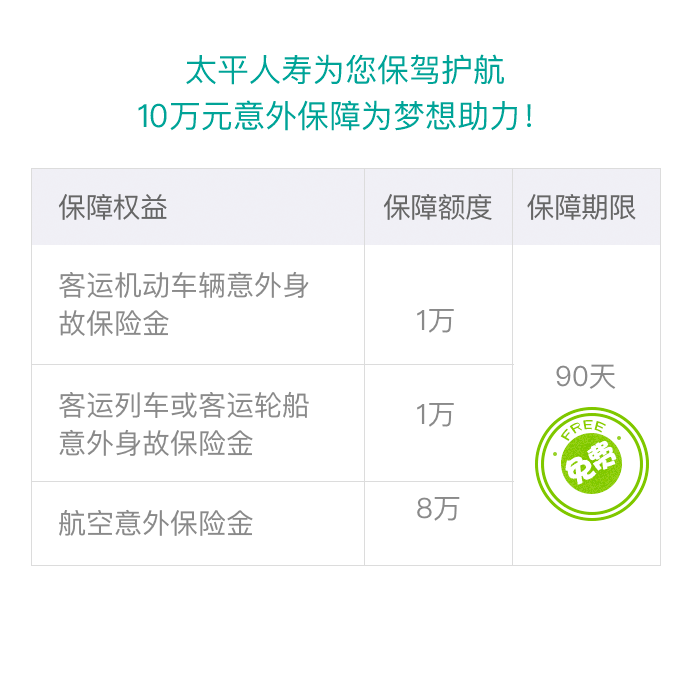 太平人寿为您保驾护航
10万元意外保障为梦想助力！
保障权益 保障额度 保障期限
客运机动车辆意外身
故保险金
1万
客运列车或客运轮船
意外身故保险金
1万
航空意外保险金
8万
90天
FREE
免费